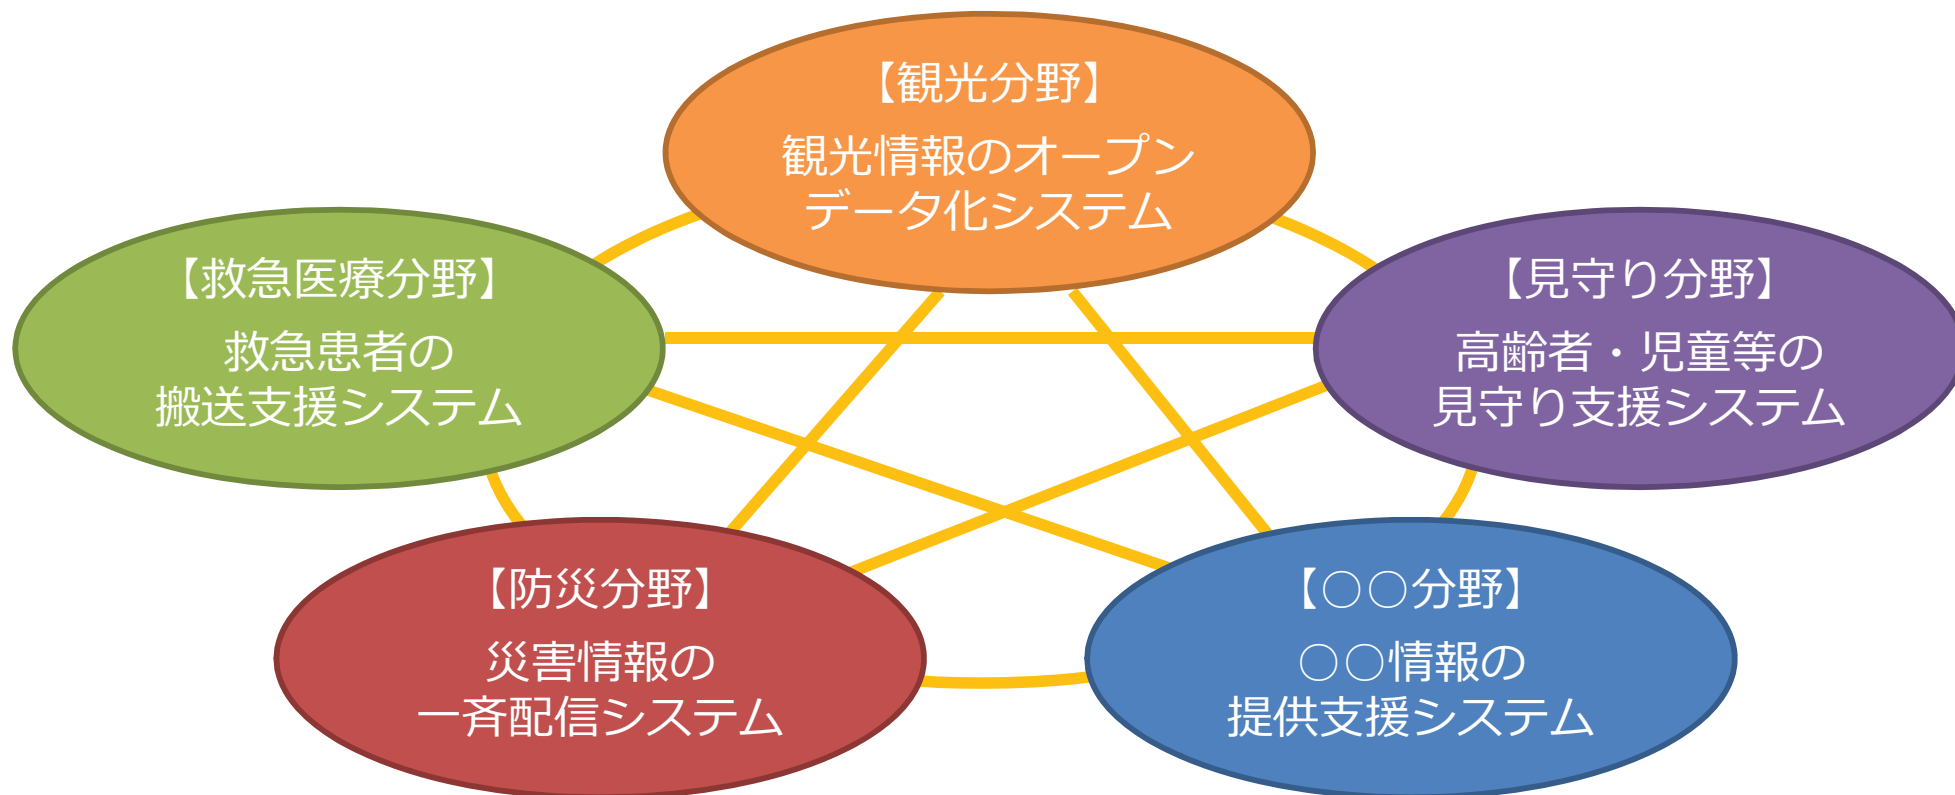 【観光分野】
観光情報のオープン
データ化システム
【救急医療分野】
救急患者の
搬送支援システム
【見守り分野】
高齢者・児童等の
見守り支援システム
【防災分野】
災害情報の
一斉配信システム
【○○分野】
○○情報の
提供支援システム